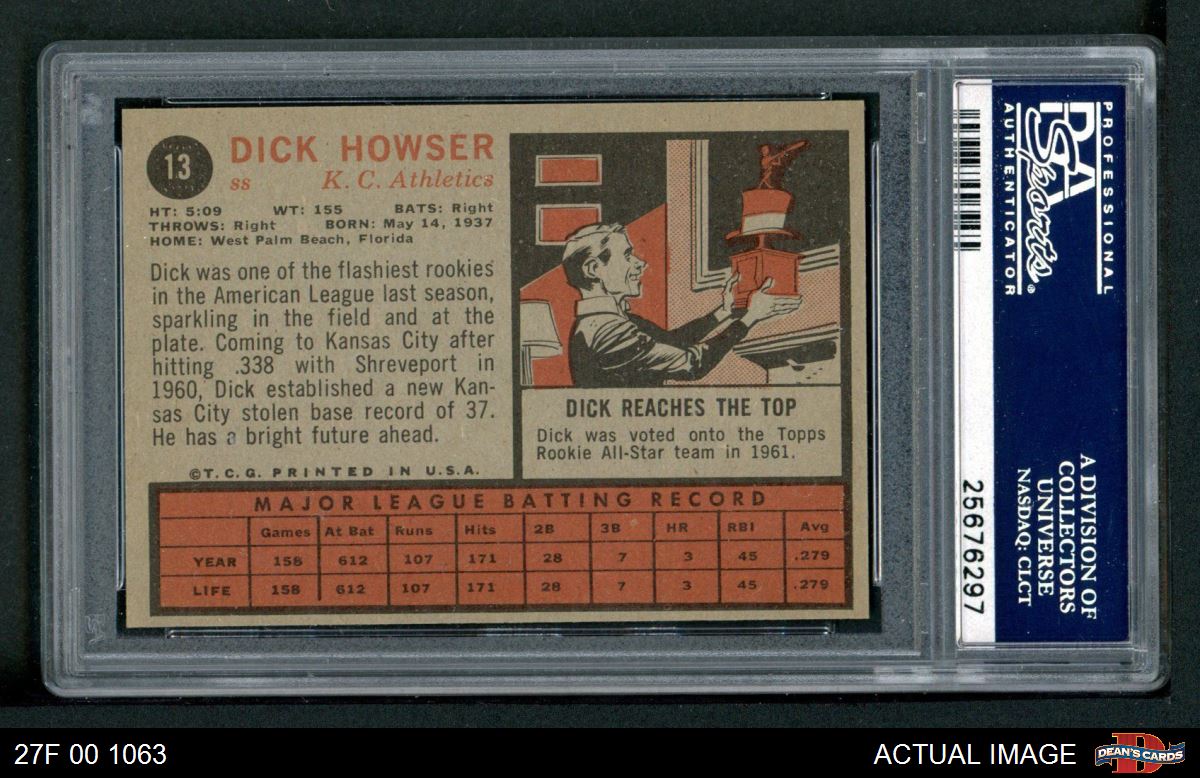 13
DICK HOWSER
ss K. C. Athletics
HT: 5:09 WT: 155 BATS: Right
THROWS: Right BORN: May 14, 1937
HOME: West Palm Beach, Florida
Dick was one of the flashiest rookies
in the American League last season,
sparkling in the field and at the
plate. Coming to Kansas City after
hitting .338 with Shreveport in
1960, Dick established a new Kan-
sas City stolen base record of 37.
He has a bright future ahead.
©T.C.G. PRINTED IN U.S.A.
DICK REACHES THE TOP
Dick was voted onto the Topps
Rookie All-Star team in 1961.
MAJOR LEAGUE BATTING RECORD
Games At Bat Runs Hits 2B 3B HR RBI Avg
YEAR 158 612 107 171 28 7 3 45 .279
LIFE 158 612 107 171 28 7 3 45 .279
PROFESSIONAL
PSA
Sports®
AUTHENTICATOR
A DIVISION OF
COLLECTORS
UNIVERSE
NASDAQ: CLCT
25676297
27F 00 1063
ACTUAL IMAGE
DEAN'S CARDS